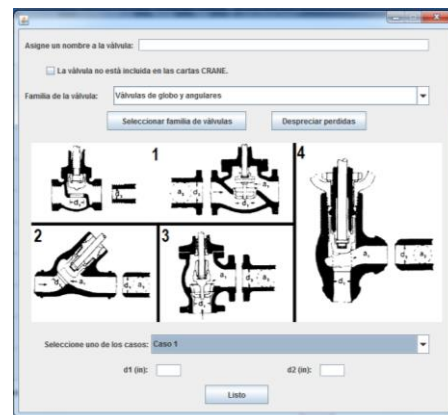 Asigne un nombre a la válvula:
La válvula no está incluida en las cartas CRANE.
Familia de la válvula: Válvulas de globo y angulares
Seleccionar familia de válvulas Despreciar perdidas
1
4
2
3
Seleccione uno de los casos: Caso 1
d1 (in): d2 (in):
Listo